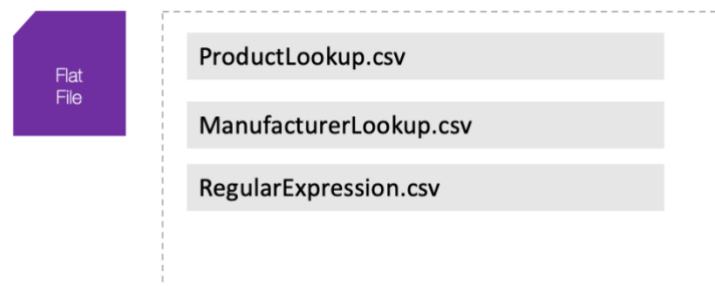 Flat
File
ProductLookup.csv
ManufacturerLookup.csv
RegularExpression.csv